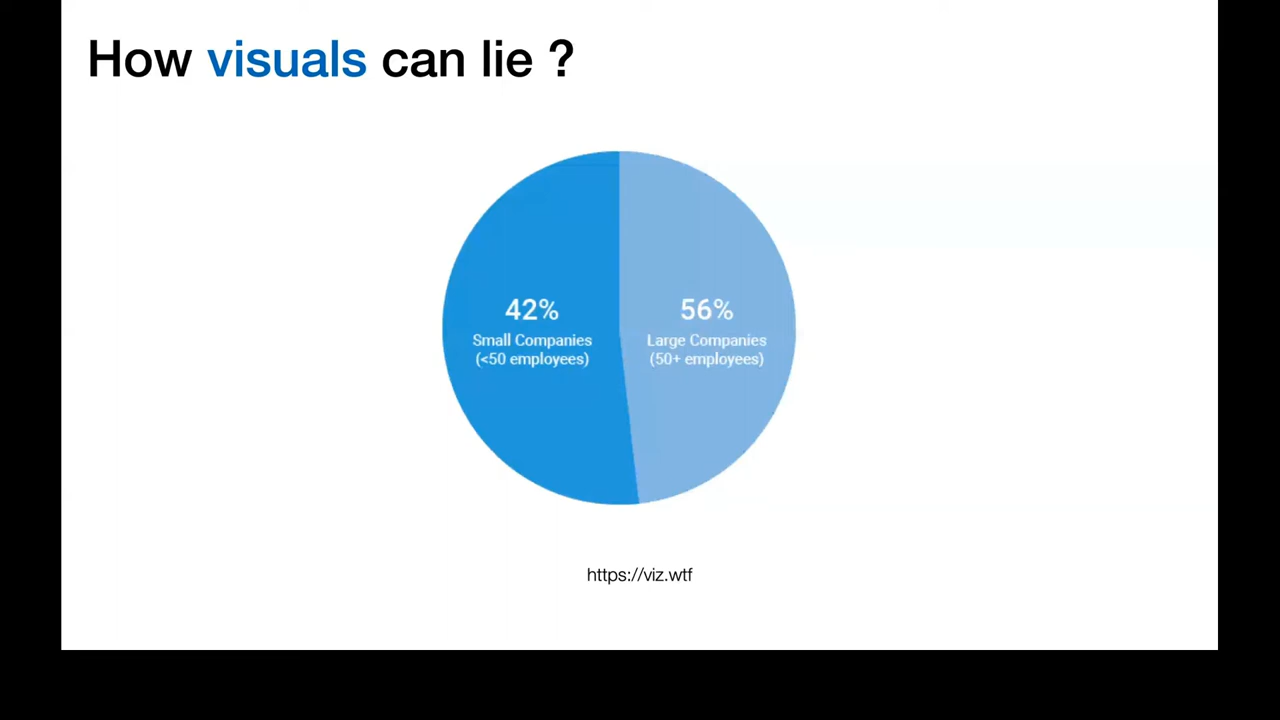 How visuals can lie ?
42%
Small Companies
(<50 employees)
56%
Large Companies
(50+ employees)
https://viz.wtf